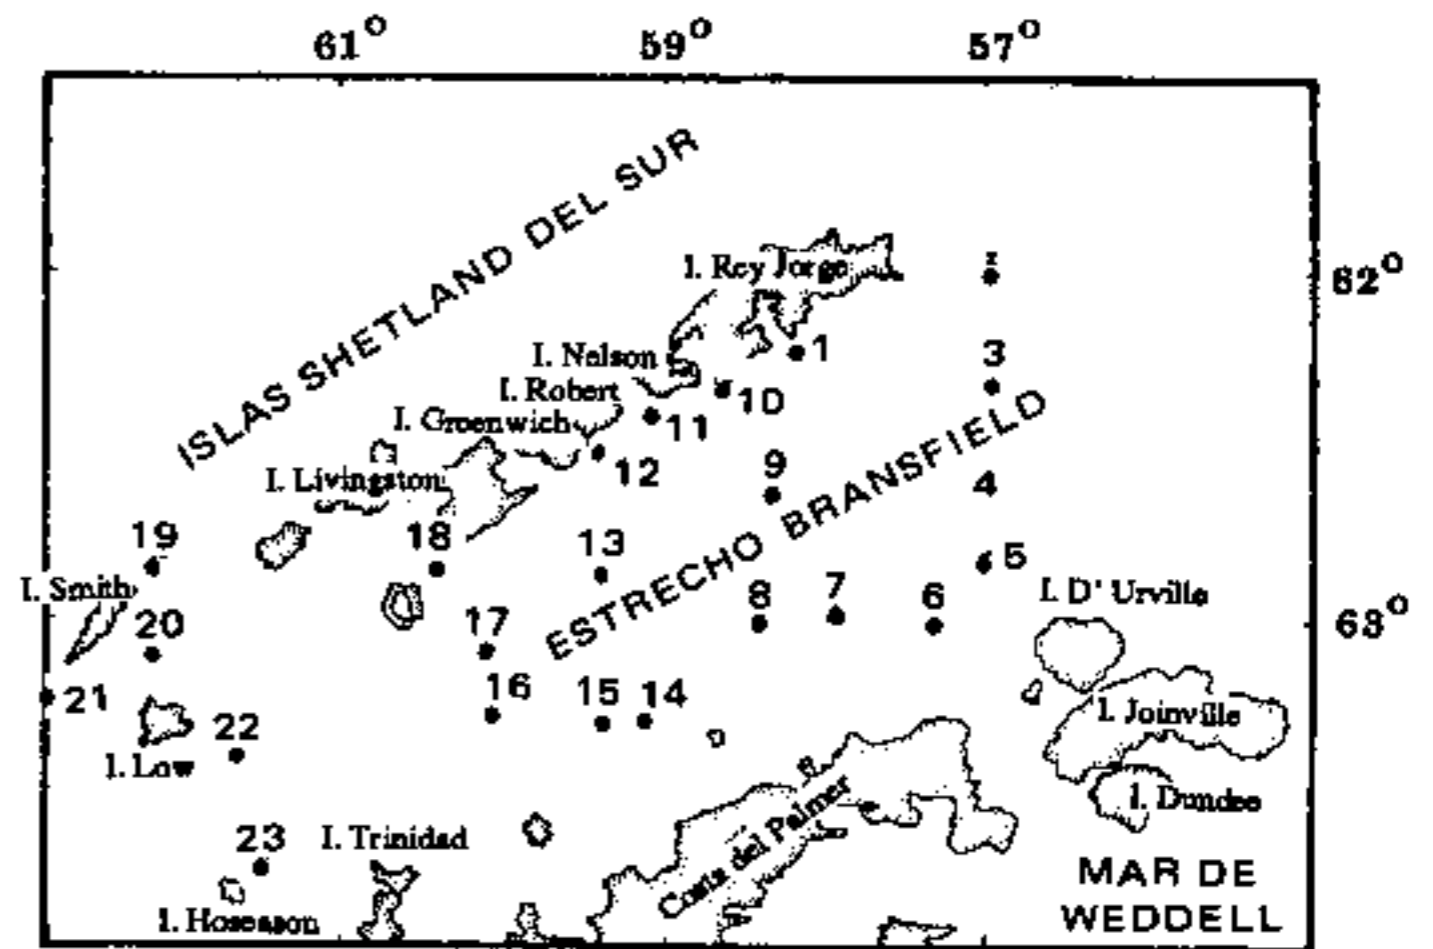 61°
59°
57°
ISLAS SHETLAND DEL SUR
I. Rey Jorge
62°
1
3
I. Nelson
I. Robert
10
I. Greenwich
11
12
9
4
I. Livingston
ESTRECHO BRANSFIELD
19
18
13
5
I. Smith
I. D' Urville
20
17
8
7
6
63°
21
16
15
14
22
I. Joinville
I. Low
I. Dundee
Costa del Palmer
23
I. Trinidad
MAR DE
WEDDELL
I. Hoseason